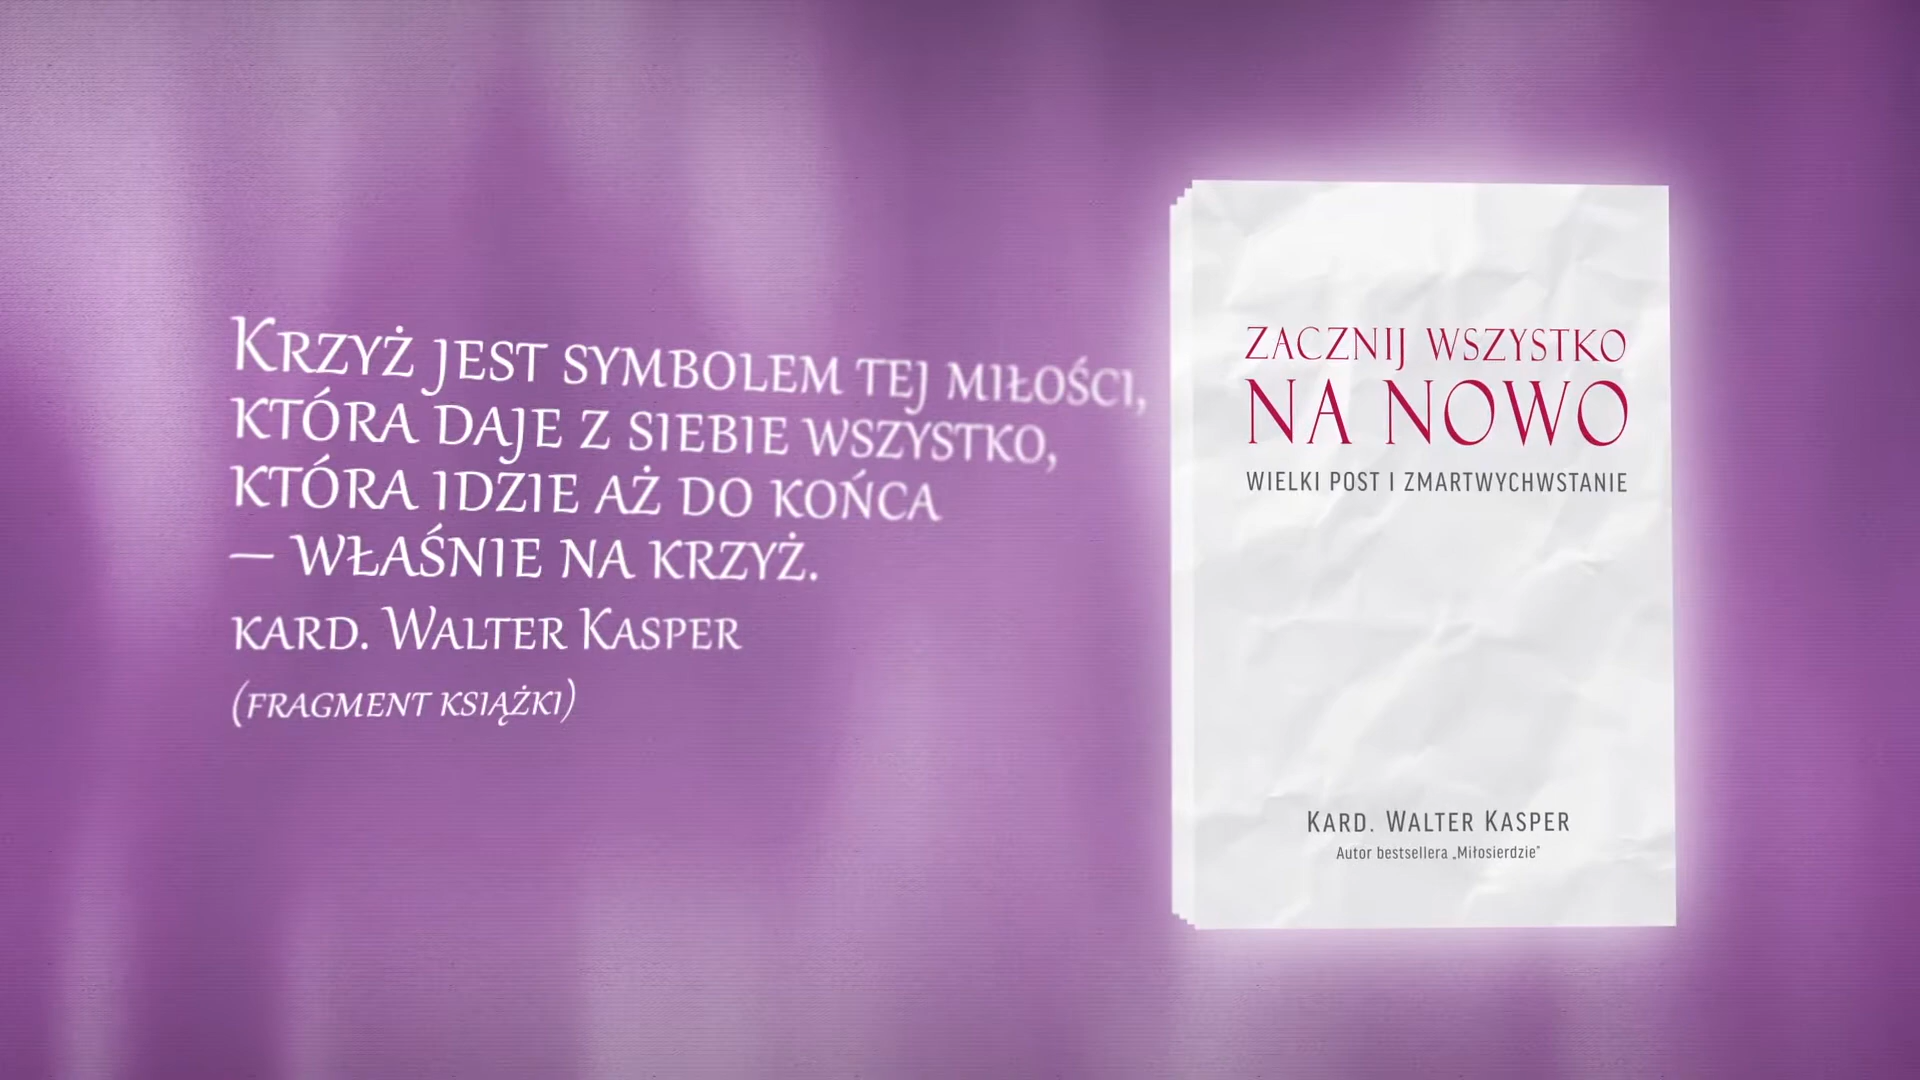 Krzyż jest symbolem tej miłości,
która daje z siebie wszystko,
która idzie aż do końca
– właśnie na krzyż.
kard. Walter Kasper
(fragment książki)
ZACZNIJ WSZYSTKO
NA NOWO
WIELKI POST I ZMARTWYCHWSTANIE
Kard. Walter Kasper
Autor bestsellera „Miłosierdzie”